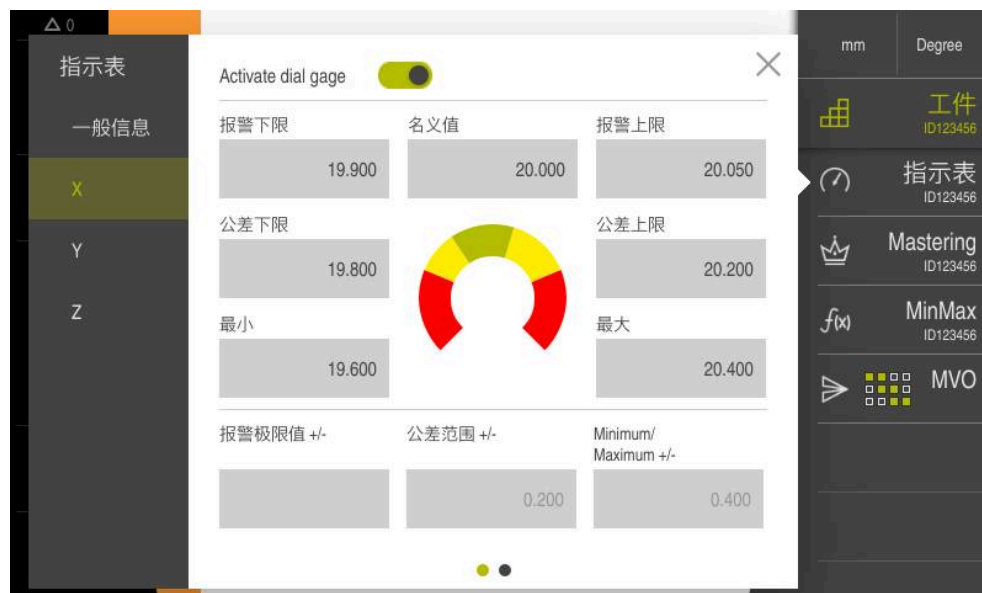 △ 0
指示表
一般信息
X
Y
Z
Activate dial gage
报警下限
名义值
报警上限
19.900
20.000
20.050
公差下限
公差上限
19.800
20.200
最小
最大
19.600
20.400
报警极限值 +/-
公差范围 +/-
Minimum/
Maximum +/-
0.200
0.400
mm
Degree
工件
ID123456
指示表
ID123456
Mastering
ID123456
f(x)
MinMax
ID123456
MVO